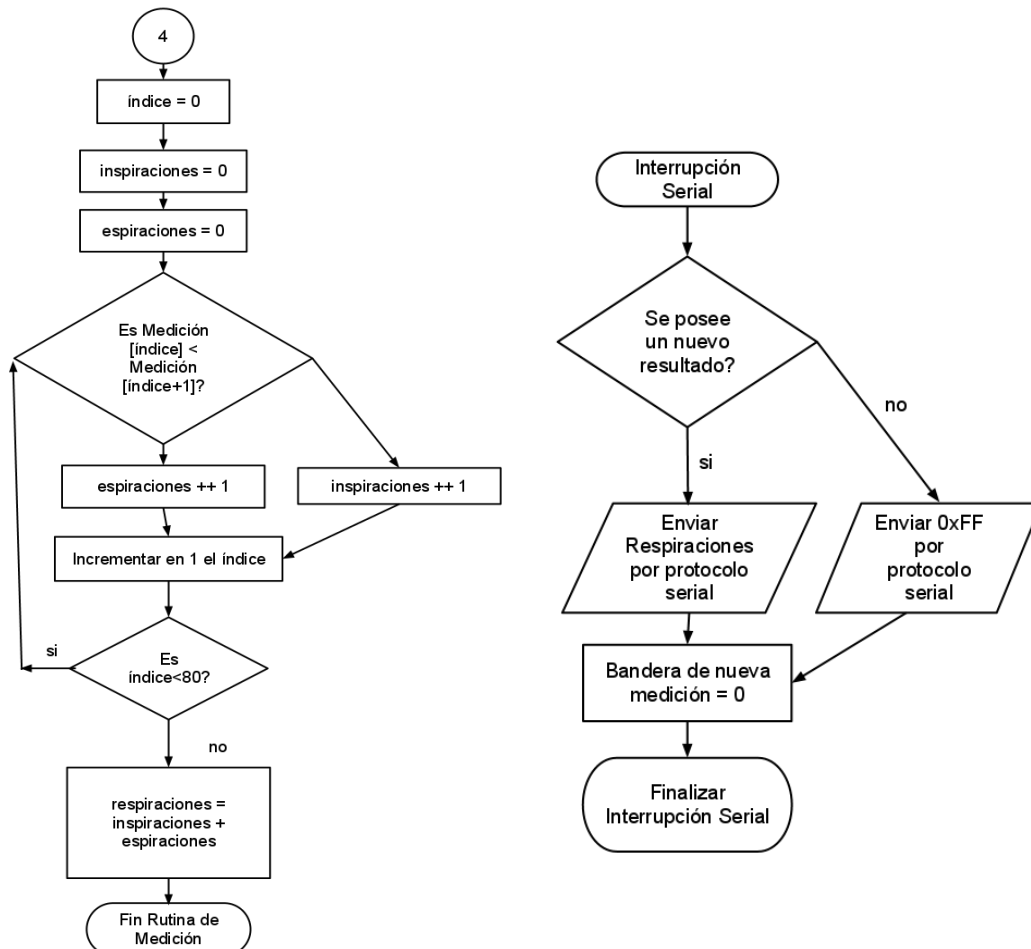 4
índice = 0
inspiraciones = 0
espiraciones = 0
Es Medición
[índice] <
Medición
[índice+1]?
espiraciones ++ 1
inspiraciones ++ 1
Incrementar en 1 el índice
si
Es
índice<80?
no
respiraciones =
inspiraciones +
espiraciones
Fin Rutina de
Medición
Interrupción
Serial
Se posee
un nuevo
resultado?
no
si
Enviar
Respiraciones
por protocolo
serial
Enviar 0xFF
por
protocolo
serial
Bandera de nueva
medición = 0
Finalizar
Interrupción Serial